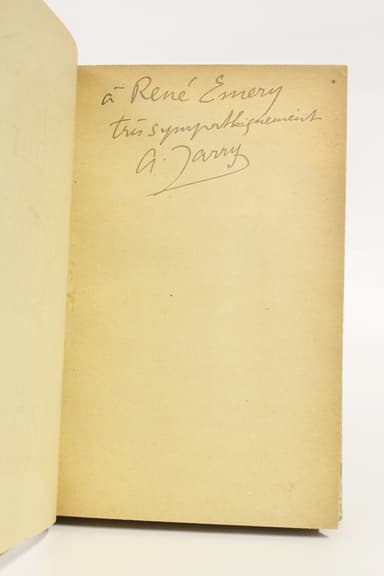 à René Emery
très sympathiquement
A. Jarry